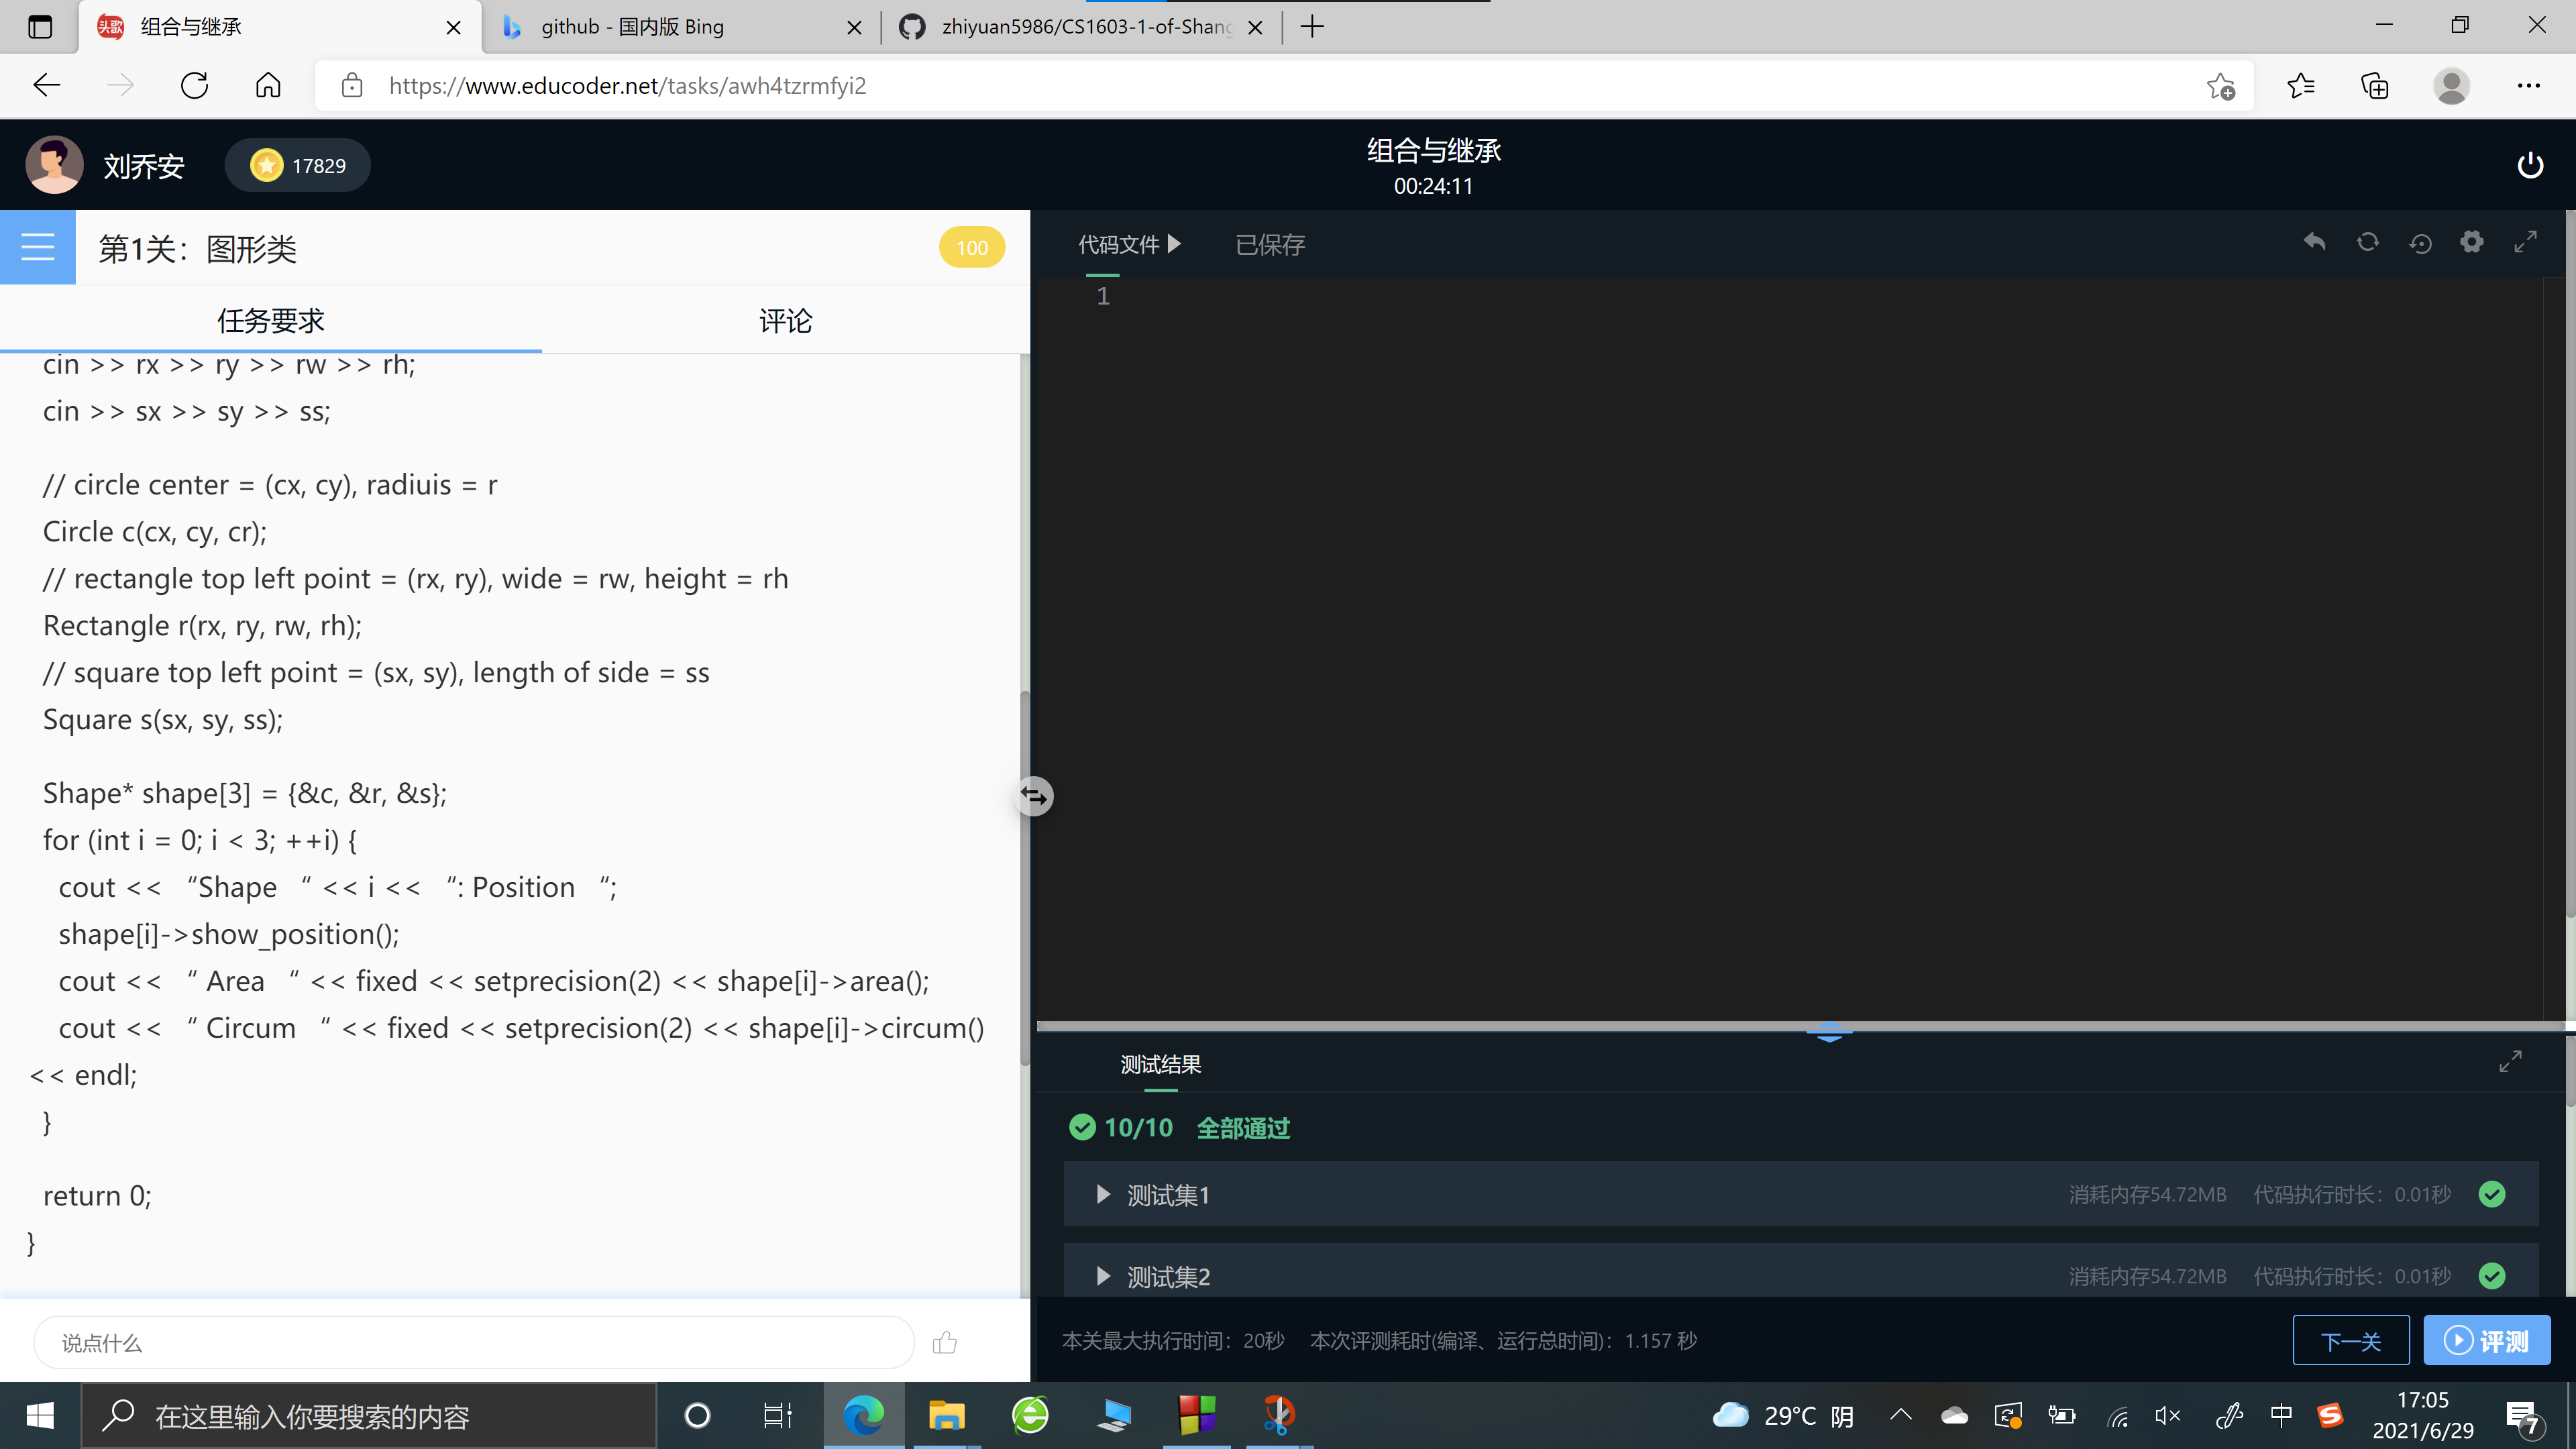 组合与继承
github - 国内版 Bing
zhiyuan5986/CS1603-1-of-Shang
https://www.educoder.net/tasks/awh4tzrmfyi2
刘乔安
17829
组合与继承
00:24:11
第1关：图形类
100
任务要求
评论
cin >> rx >> ry >> rw >> rh;
cin >> sx >> sy >> ss;
// circle center = (cx, cy), radiuis = r
Circle c(cx, cy, cr);
// rectangle top left point = (rx, ry), wide = rw, height = rh
Rectangle r(rx, ry, rw, rh);
// square top left point = (sx, sy), length of side = ss
Square s(sx, sy, ss);
Shape* shape[3] = {&c, &r, &s};
for (int i = 0; i < 3; ++i) {
cout << “Shape “ << i << “: Position “;
shape[i]->show_position();
cout << “ Area “ << fixed << setprecision(2) << shape[i]->area();
cout << “ Circum “ << fixed << setprecision(2) << shape[i]->circum()
<< endl;
}
return 0;
}
说点什么
代码文件
已保存
1
测试结果
10/10 全部通过
测试集1
消耗内存54.72MB 代码执行时长：0.01秒
测试集2
消耗内存54.72MB 代码执行时长：0.01秒
本关最大执行时间：20秒 本次评测耗时(编译、运行总时间)：1.157 秒
下一关
评测
在这里输入你要搜索的内容
29°C 阴
中
17:05
2021/6/29
7